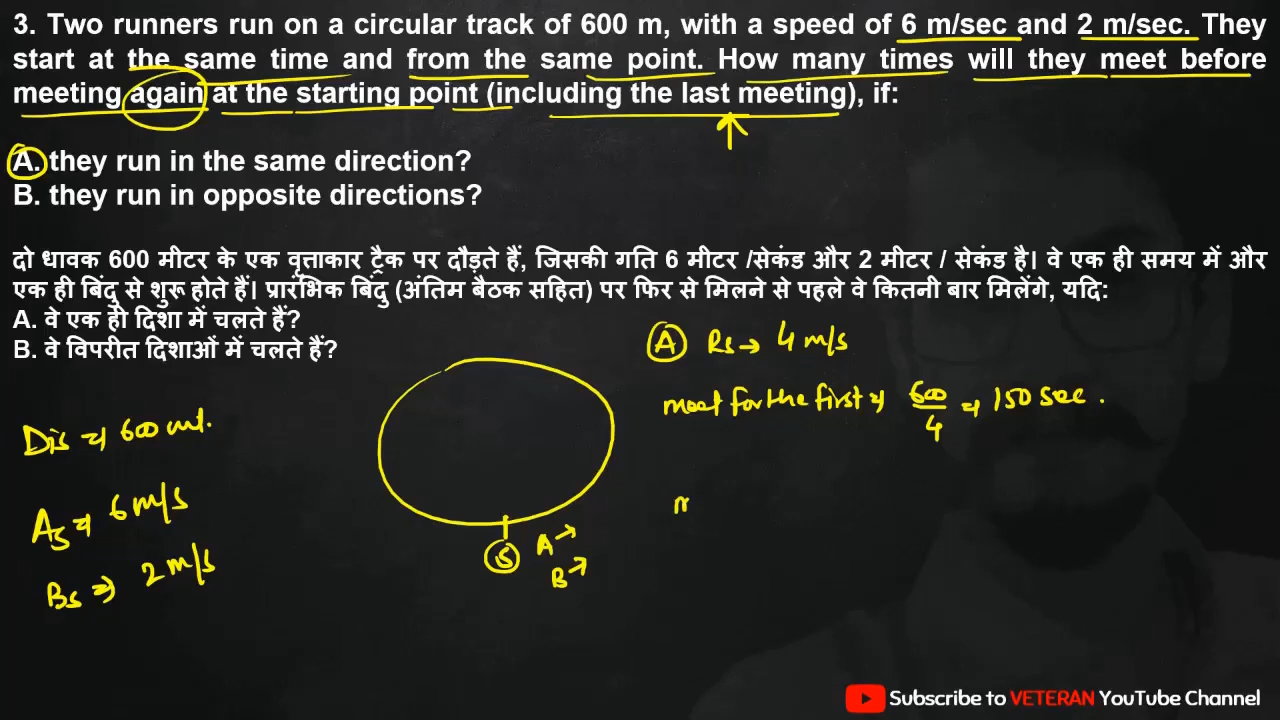 3. Two runners run on a circular track of 600 m, with a speed of 6 m/sec and 2 m/sec. They
start at the same time and from the same point. How many times will they meet before
meeting again at the starting point (including the last meeting), if:
A. they run in the same direction?
B. they run in opposite directions?
दो धावक 600 मीटर के एक वृत्ताकार ट्रैक पर दौड़ते हैं, जिसकी गति 6 मीटर /सेकंड और 2 मीटर / सेकंड है। वे एक ही समय में और
एक ही बिंदु से शुरू होते हैं। प्रारंभिक बिंदु (अंतिम बैठक सहित) पर फिर से मिलने से पहले वे कितनी बार मिलेंगे, यदि:
A. वे एक ही दिशा में चलते हैं?
B. वे विपरीत दिशाओं में चलते हैं?
A Rs → 4 m/s
meet for the first ⇒ 600/4 ⇒ 150 sec.
Dis ⇒ 600 mt.
As ⇒ 6 m/s
Bs ⇒ 2 m/s
S A →
B →
Subscribe to VETERAN YouTube Channel